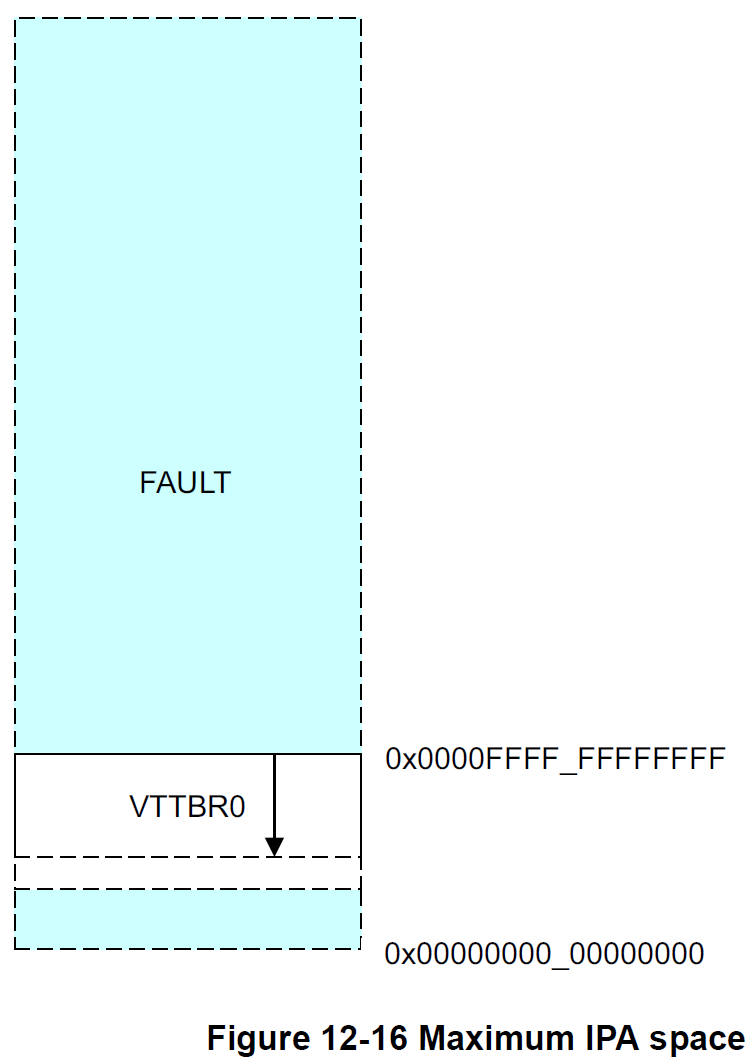 FAULT
0x0000FFFF_FFFFFFFF
VTTBR0
0x00000000_00000000
Figure 12-16 Maximum IPA space